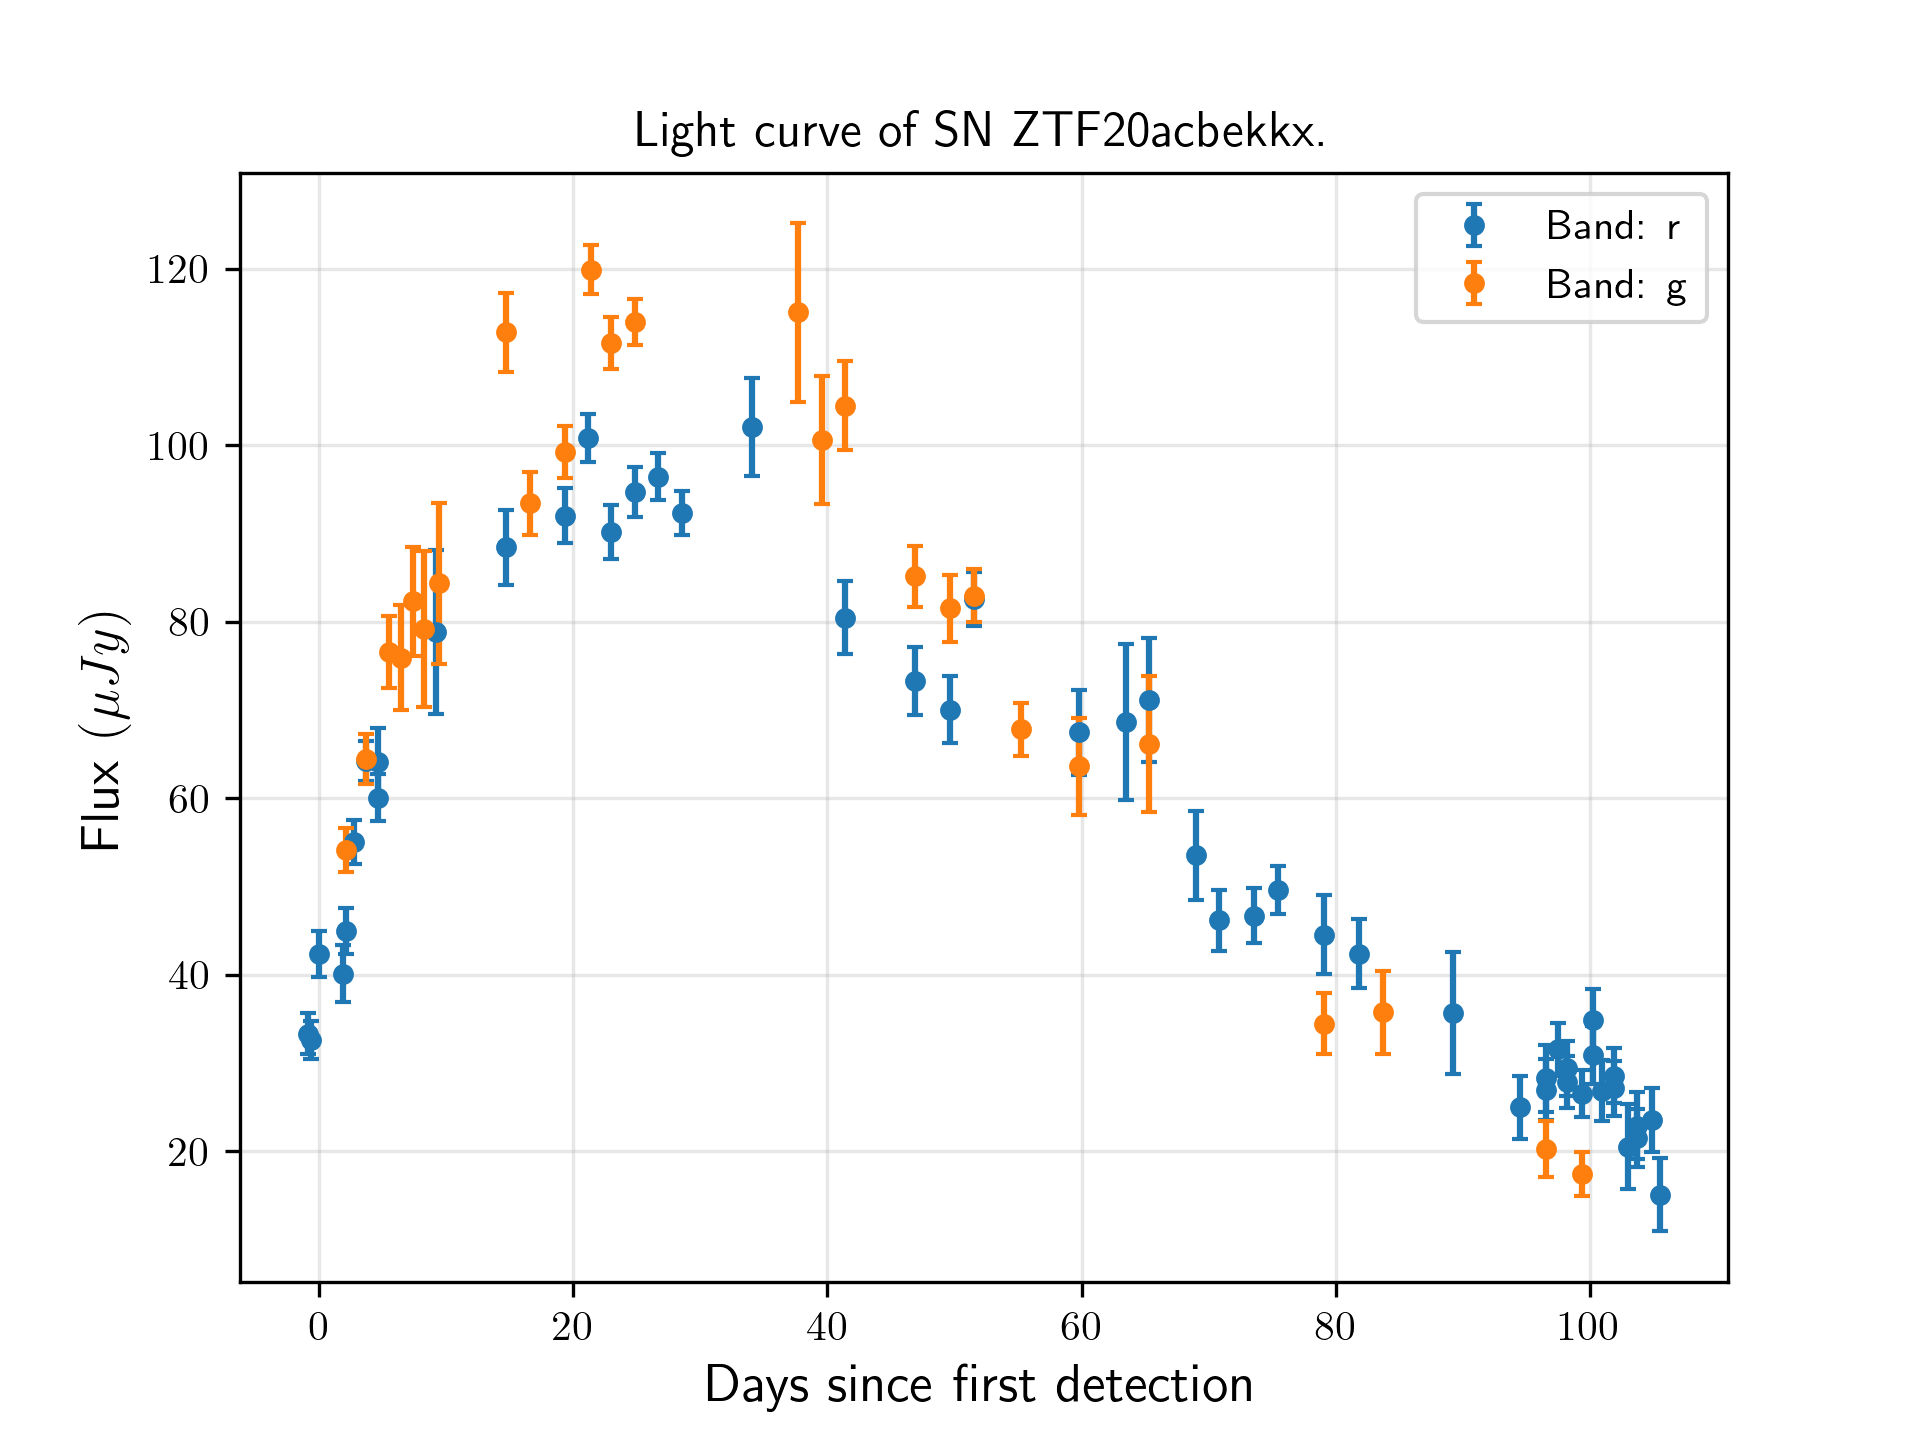 Light curve of SN ZTF20acbekkx.
Band: r
Band: g
120
100
80
60
40
20
Flux (μJy)
0 20 40 60 80 100
Days since first detection